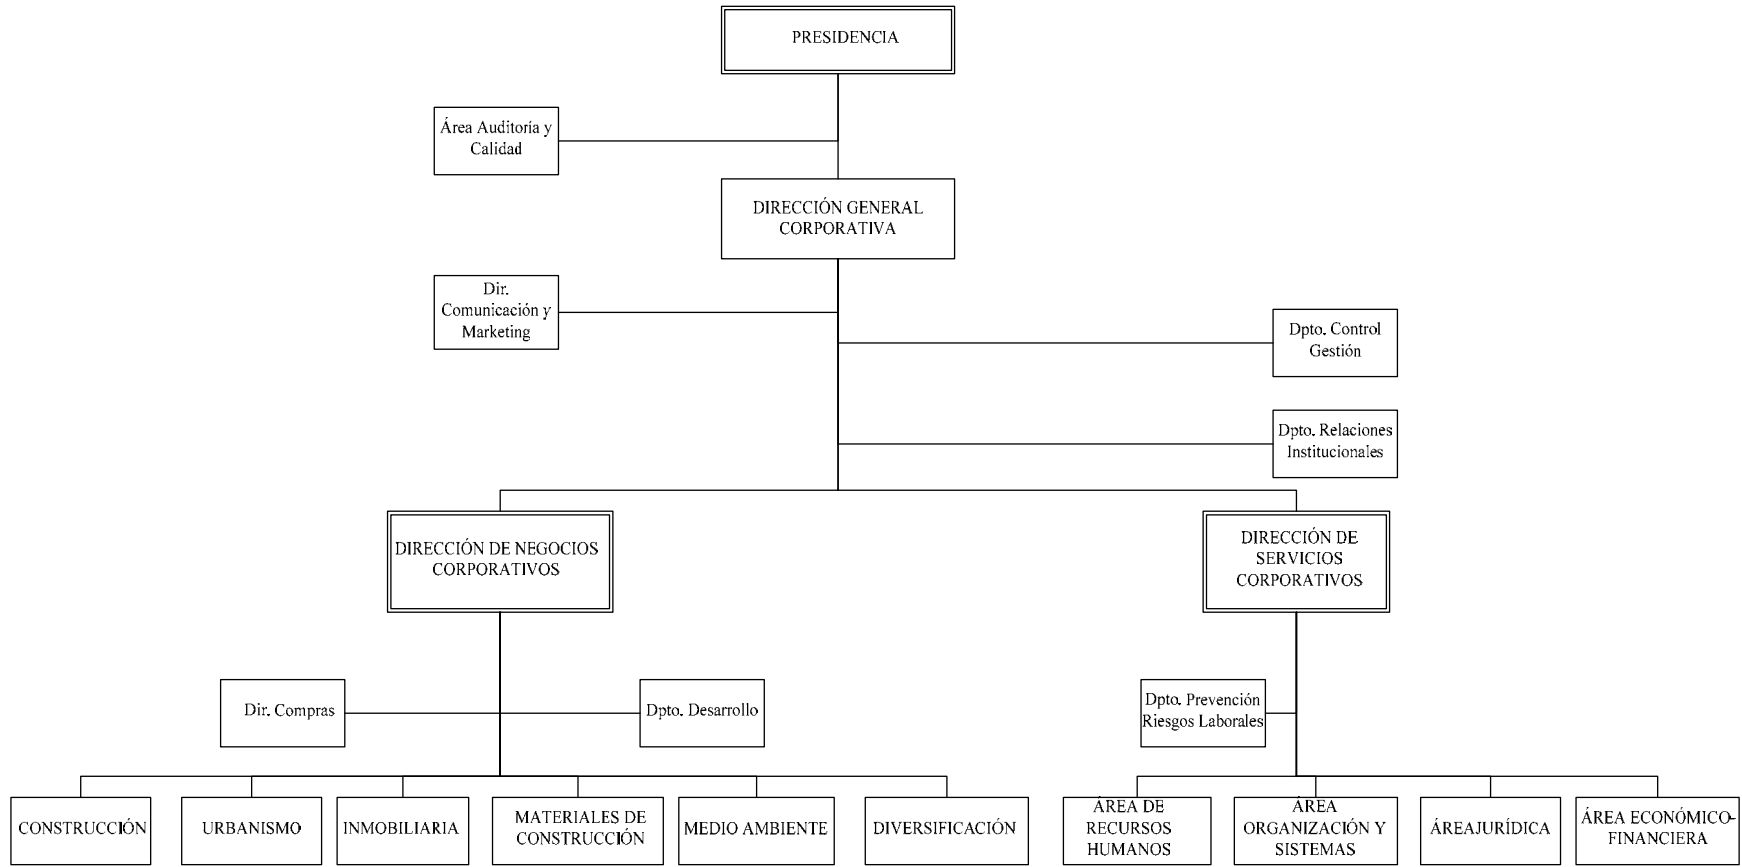 PRESIDENCIA
Área Auditoría y
Calidad
DIRECCIÓN GENERAL
CORPORATIVA
Dir.
Comunicación y
Marketing
Dpto. Control
Gestión
Dpto. Relaciones
Institucionales
DIRECCIÓN DE NEGOCIOS
CORPORATIVOS
DIRECCIÓN DE
SERVICIOS
CORPORATIVOS
Dir. Compras
Dpto. Desarrollo
Dpto. Prevención
Riesgos Laborales
CONSTRUCCIÓN
URBANISMO
INMOBILIARIA
MATERIALES DE
CONSTRUCCIÓN
MEDIO AMBIENTE
DIVERSIFICACIÓN
ÁREA DE
RECURSOS
HUMANOS
ÁREA
ORGANIZACIÓN Y
SISTEMAS
ÁREAJURÍDICA
ÁREA ECONÓMICO-
FINANCIERA